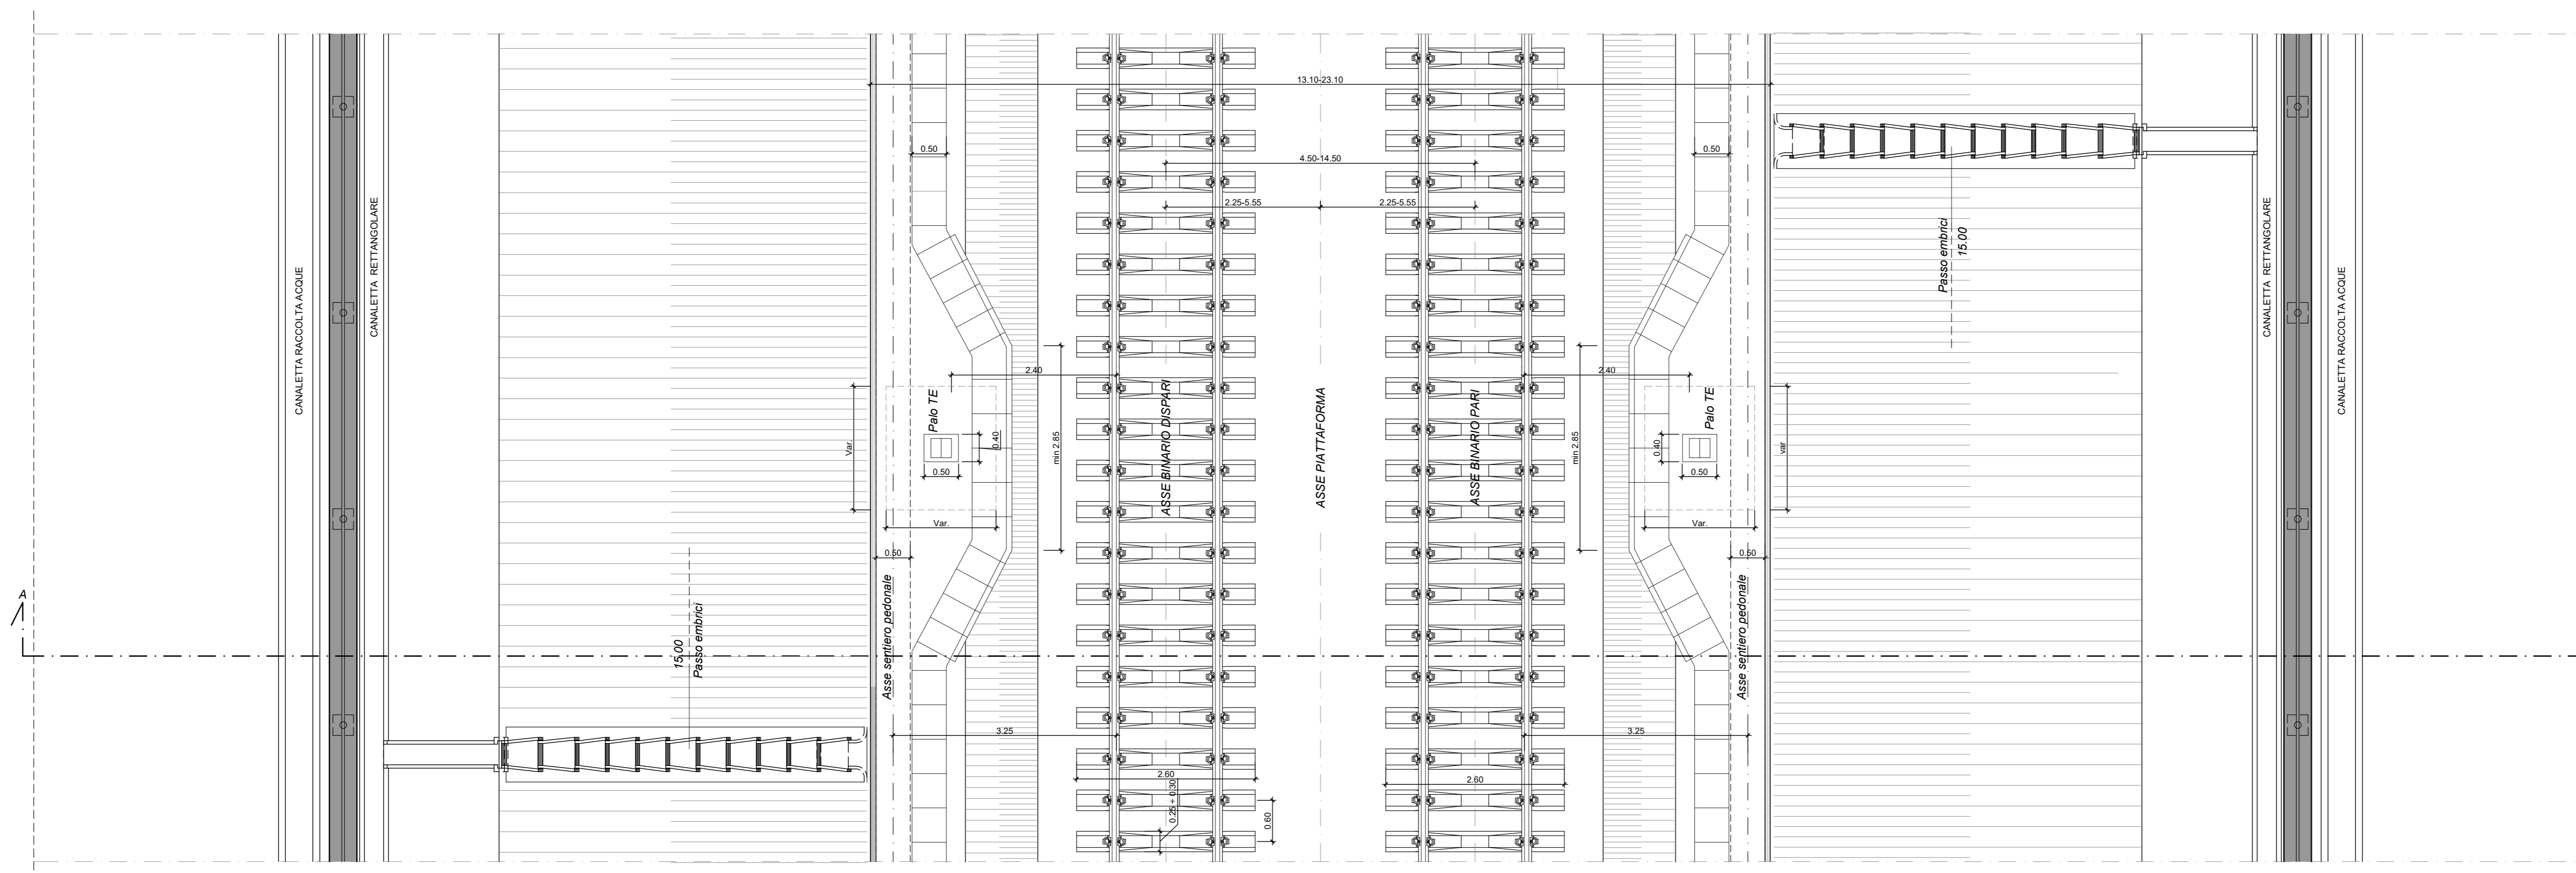 13.10-23.10
0.50
4.50-14.50
0.50
2.25-5.55
2.25-5.55
CANALETTA RACCOLTA ACQUE
CANALETTA RETTANGOLARE
Passo embrici
15.00
CANALETTA RETTANGOLARE
CANALETTA RACCOLTA ACQUE
2.40
2.40
Var.
Palo TE
0.40
0.50
min 2.85
ASSE BINARIO DISPARI
ASSE PIATTAFORMA
ASSE BINARIO PARI
min 2.85
0.40
Palo TE
0.50
var
Var.
Var.
0.50
0.50
A
15.00
Passo embrici
Asse sentiero pedonale
Asse sentiero pedonale
3.25
3.25
2.60
2.60
0.25 ÷ 0.30
0.60